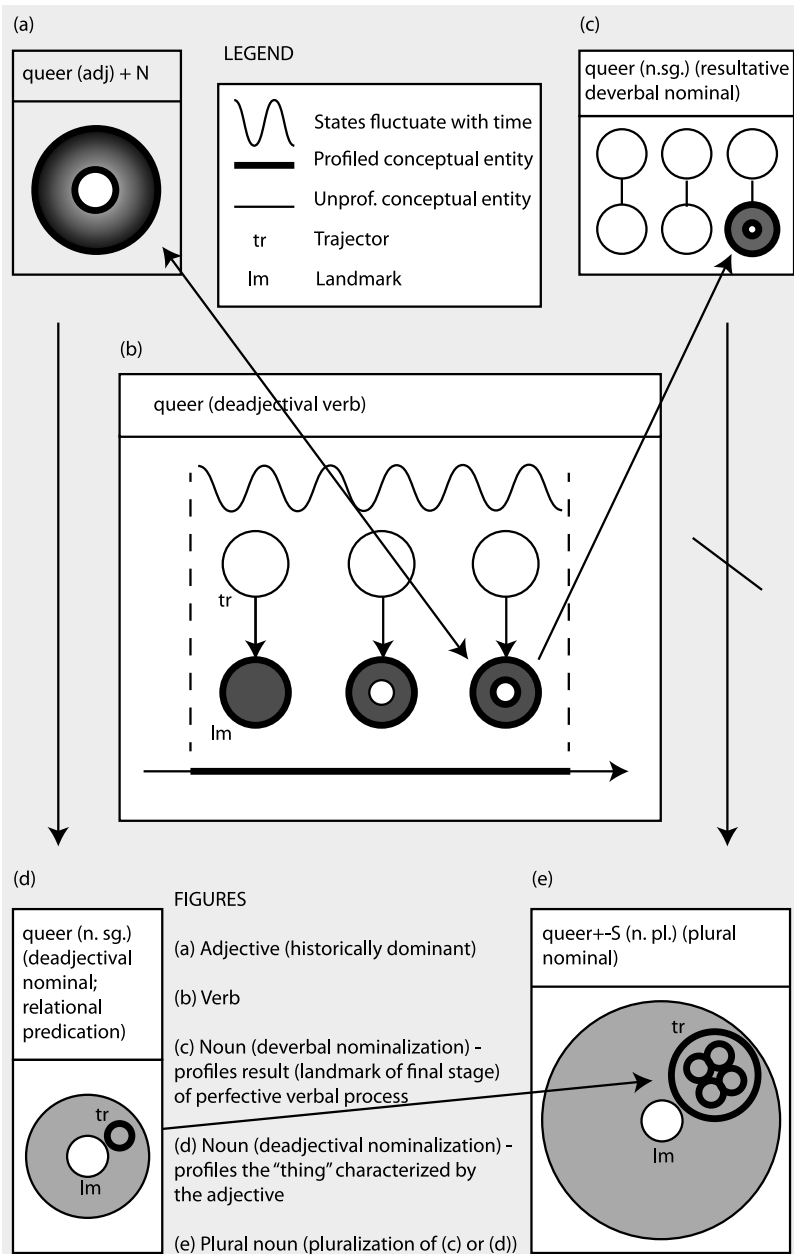 (a)
queer (adj) + N
LEGEND
States fluctuate with time
Profiled conceptual entity
Unprof. conceptual entity
tr Trajector
lm Landmark
(c)
queer (n.sg.) (resultative
deverbal nominal)
(b)
queer (deadjectival verb)
tr
lm
(d)
queer (n. sg.)
(deadjectival
nominal;
relational
predication)
tr
lm
FIGURES
(a) Adjective (historically dominant)
(b) Verb
(c) Noun (deverbal nominalization) -
profiles result (landmark of final stage)
of perfective verbal process
(d) Noun (deadjectival nominalization) -
profiles the “thing” characterized by
the adjective
(e) Plural noun (pluralization of (c) or (d))
(e)
queer+-S (n. pl.) (plural
nominal)
tr
lm